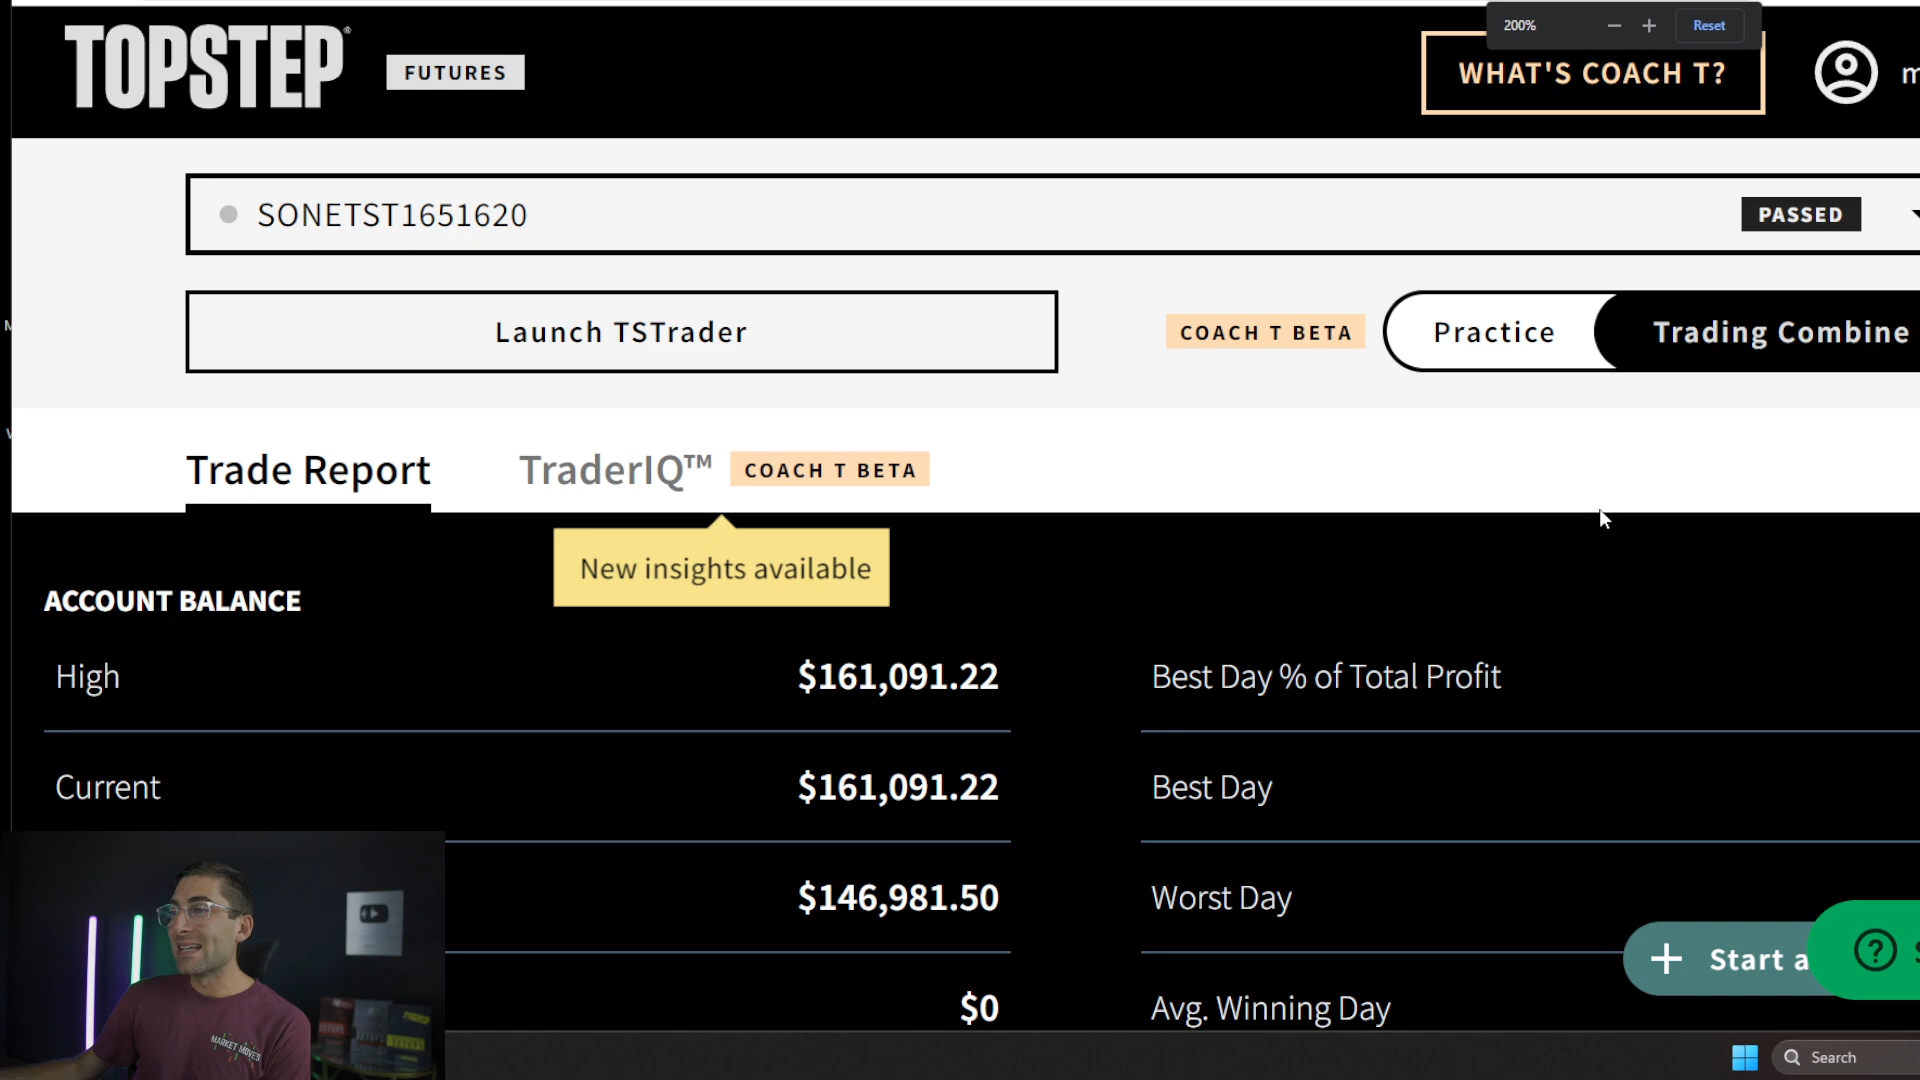 200%
Reset
TOPSTEP®
FUTURES
WHAT'S COACH T?
SONETST1651620
PASSED
Launch TSTrader
COACH T BETA
Practice
Trading Combine
Trade Report
TraderIQ™
COACH T BETA
New insights available
ACCOUNT BALANCE
High
$161,091.22
Best Day % of Total Profit
Current
$161,091.22
Best Day
$146,981.50
Worst Day
Start a
$0
Avg. Winning Day
MARKET MOVES
Search